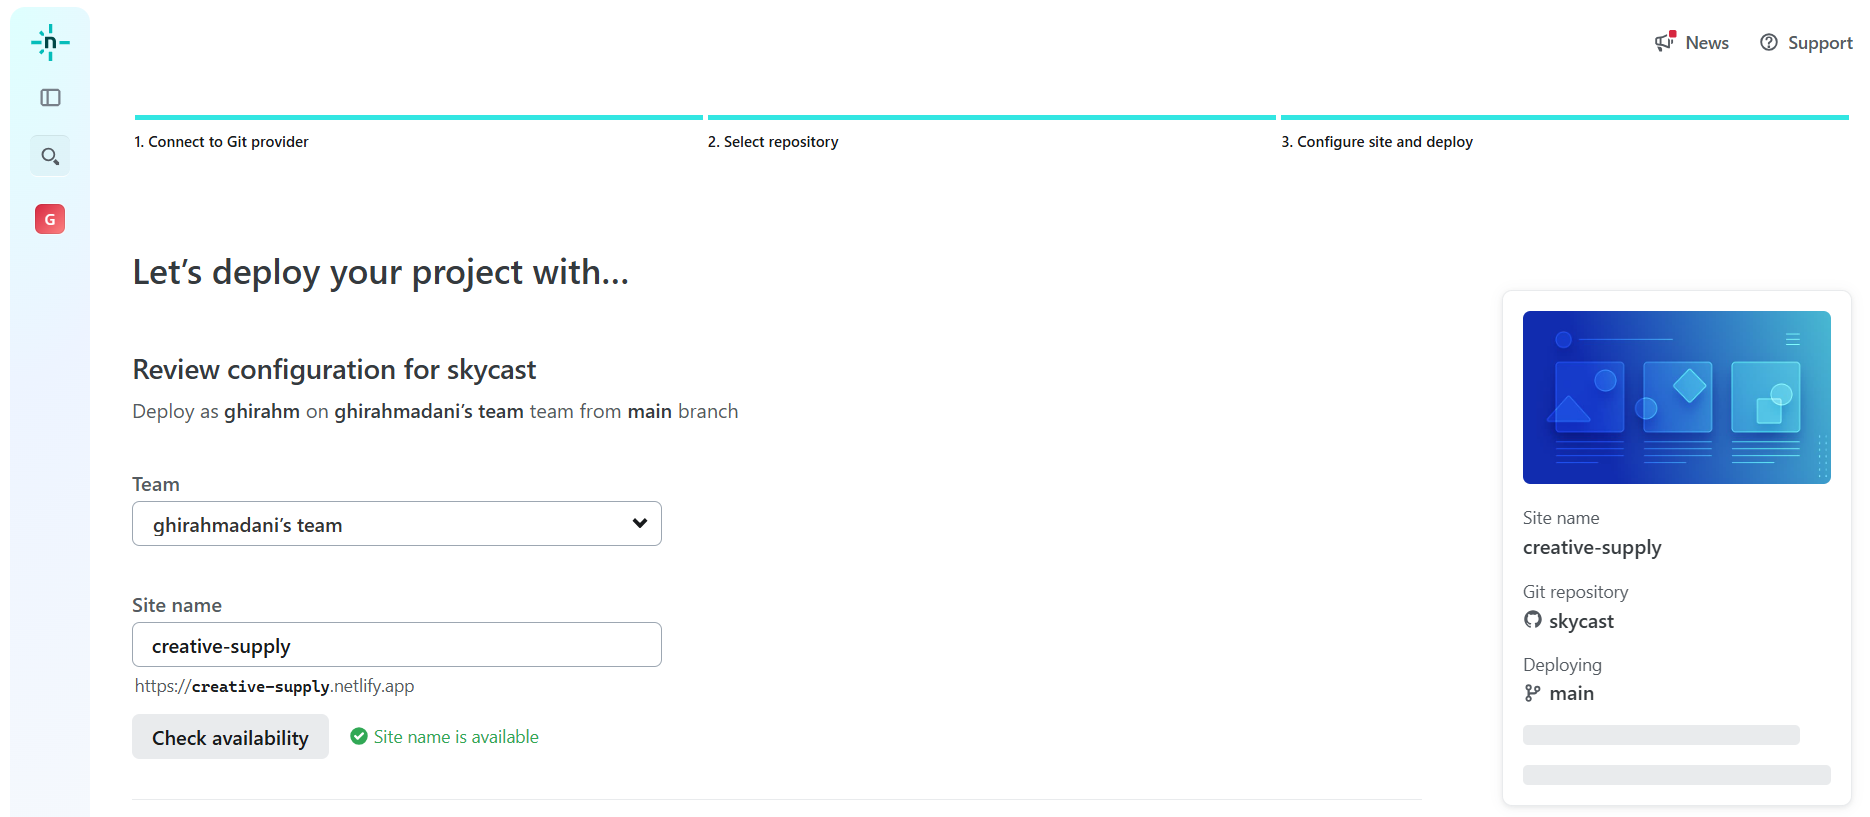 n
News
Support
1. Connect to Git provider
2. Select repository
3. Configure site and deploy
G
Let’s deploy your project with…
Review configuration for skycast
Deploy as ghirahm on ghirahmadani’s team team from main branch
Team
ghirahmadani’s team
Site name
creative-supply
https://creative-supply.netlify.app
Check availability
Site name is available
Site name
creative-supply
Git repository
skycast
Deploying
main